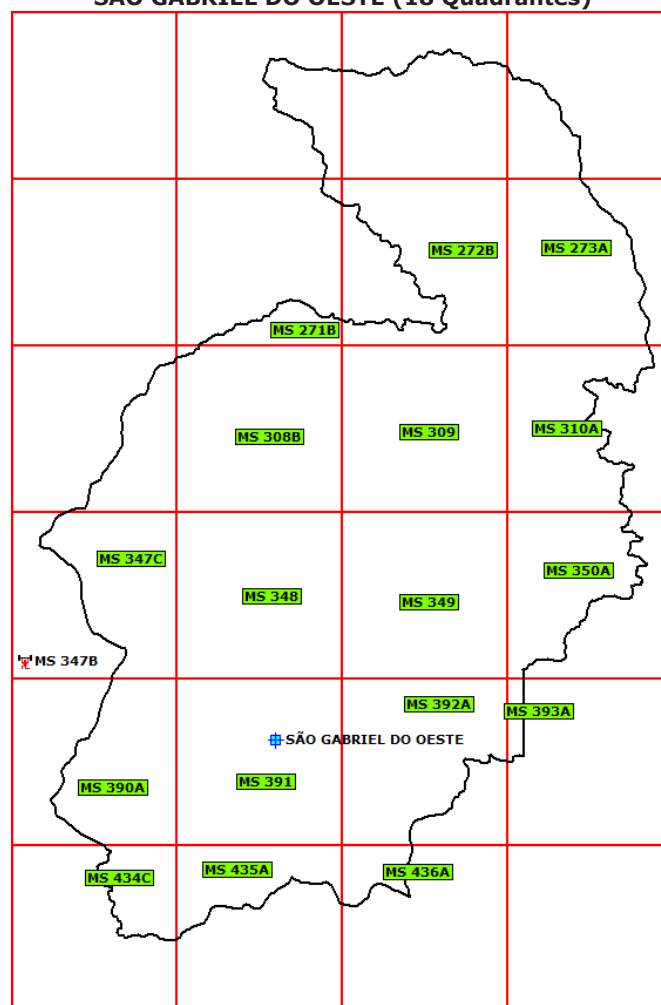 SÃO GABRIEL DO OESTE (18 Quadrantes)
MS 272B
MS 273A
MS 271B
MS 308B
MS 309
MS 310A
MS 347C
MS 348
MS 349
MS 350A
MS 347B
MS 392A
MS 393A
SÃO GABRIEL DO OESTE
MS 390A
MS 391
MS 434C
MS 435A
MS 436A